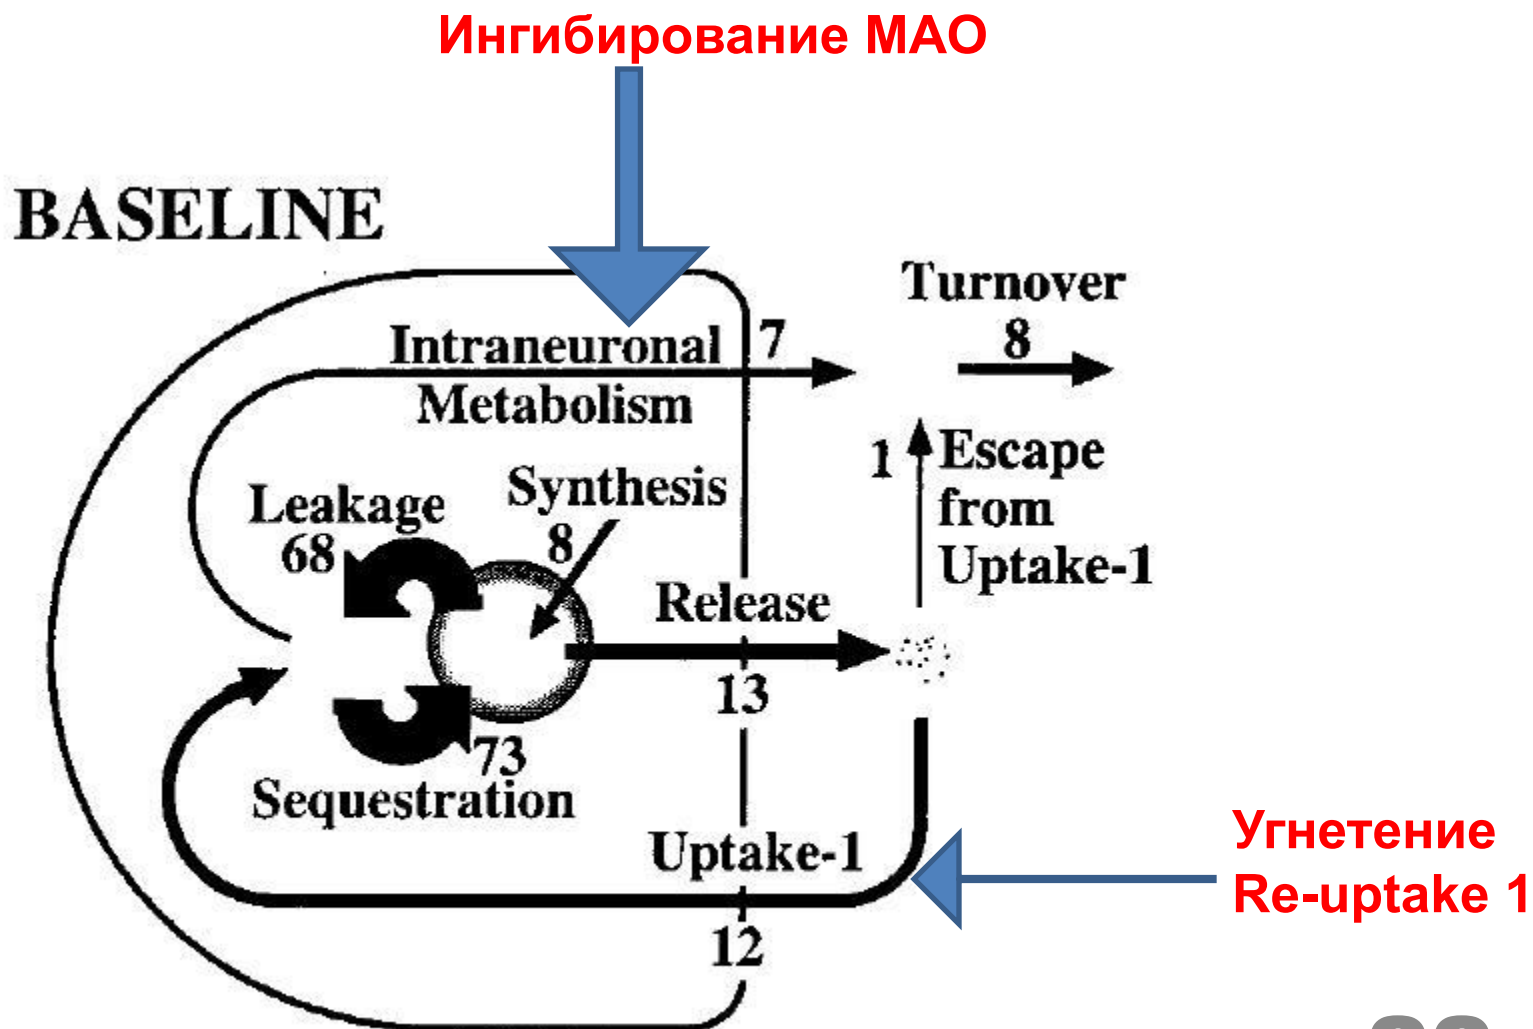 Ингибирование МАО
BASELINE
Turnover
8
Intraneuronal
7
Metabolism
1
Escape
from
Uptake-1
Synthesis
8
Leakage
68
Release
13
73
Sequestration
Uptake-1
12
Угнетение
Re-uptake 1